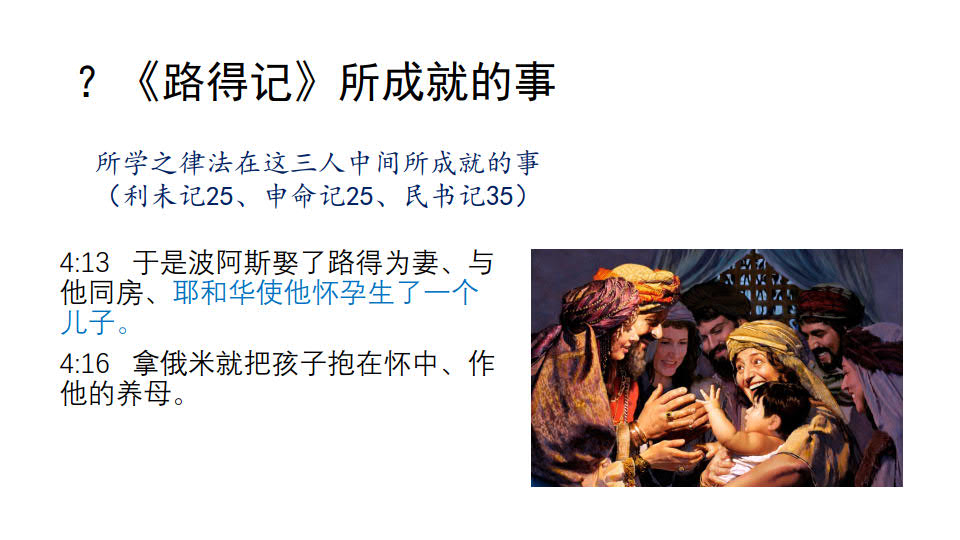 ？《路得记》所成就的事
所学之律法在这三人中间所成就的事
（利未记25、申命记25、民书记35）
4:13 于是波阿斯娶了路得为妻、与
他同房、耶和华使他怀孕生了一个
儿子。
4:16 拿俄米就把孩子抱在怀中、作
他的养母。